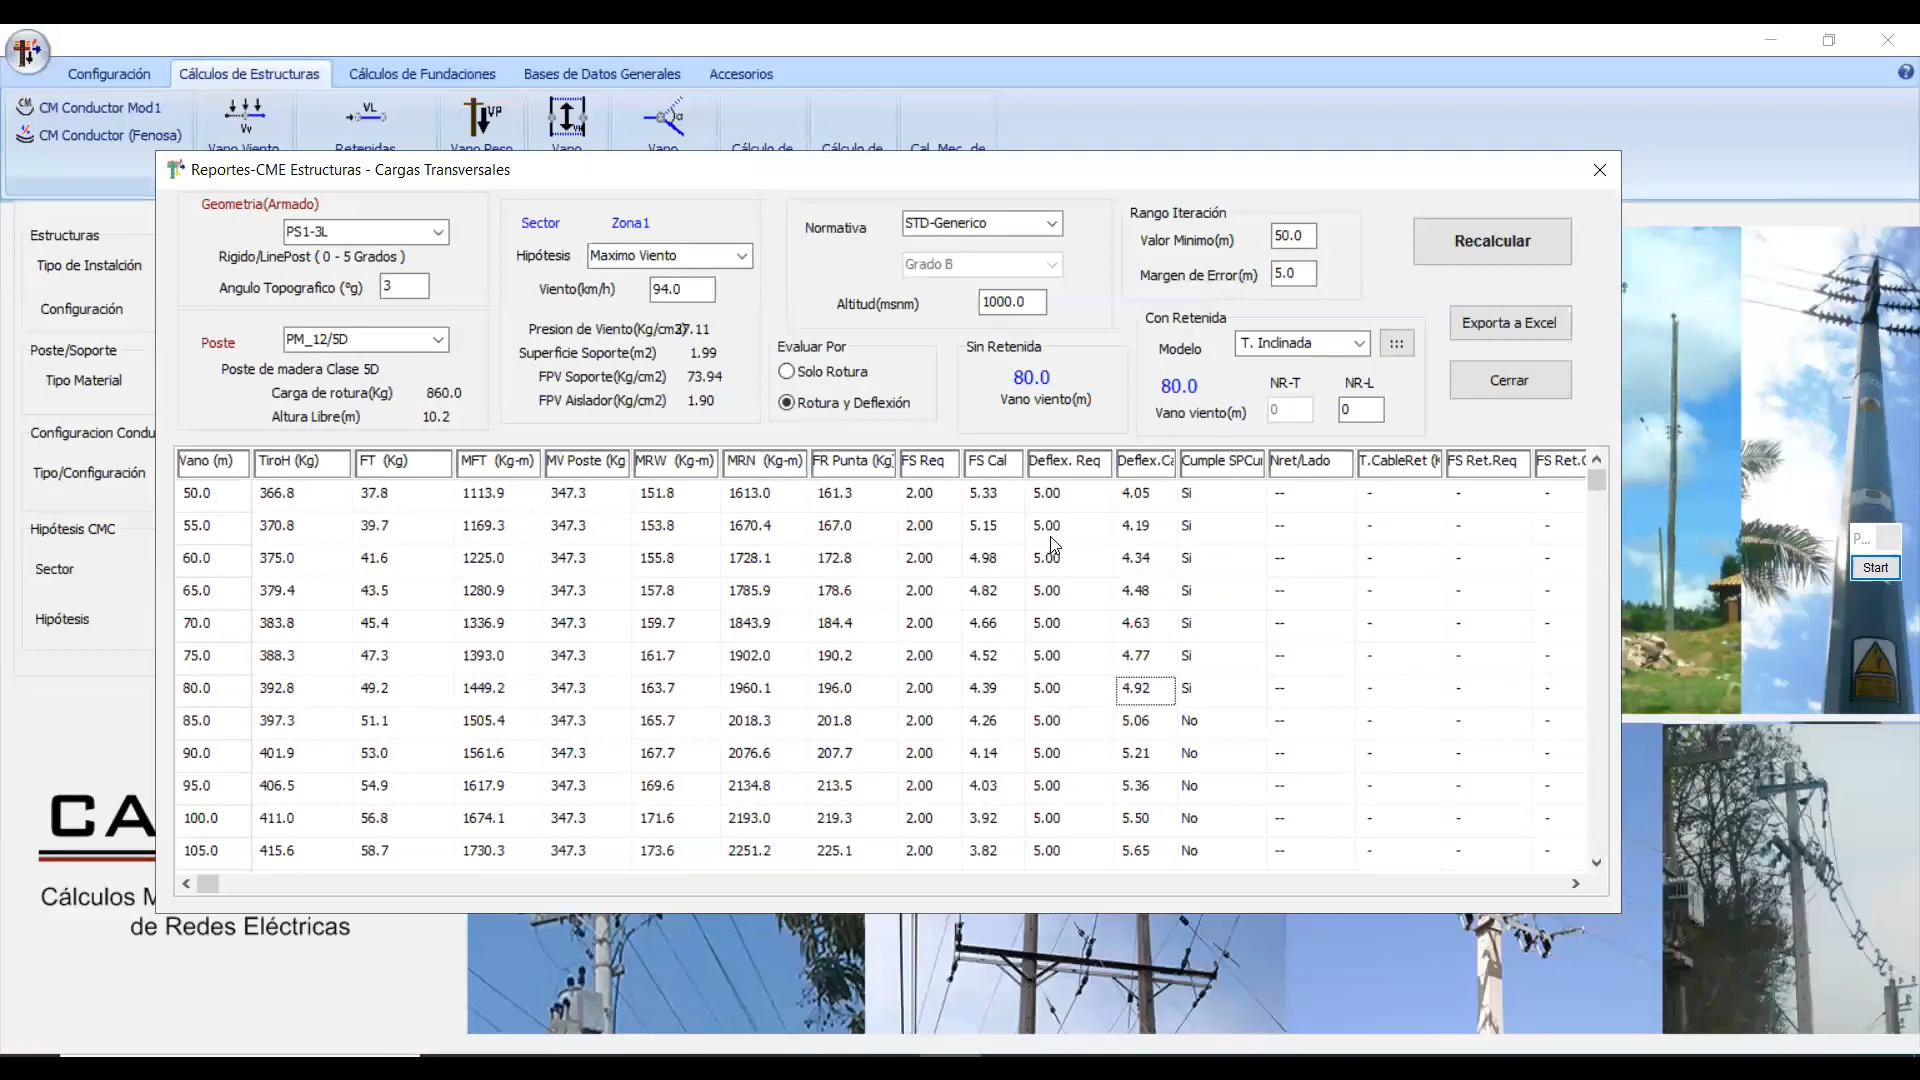 Configuración Cálculos de Estructuras Cálculos de Fundaciones Bases de Datos Generales Accesorios
CM Conductor Mod1
CM Conductor (Fenosa)
Vv
VL
VP
α
Vano Viento Retenidas Vano Peso Vano Vano Cálculo de Cálculo de Cal. Mec. de
Reportes-CME Estructuras - Cargas Transversales
Geometria(Armado)
PS1-3L
Rigido/LinePost ( 0 - 5 Grados )
Angulo Topografico (ºg) 3
Poste PM_12/5D
Poste de madera Clase 5D
Carga de rotura(Kg) 860.0
Altura Libre(m) 10.2
Sector Zona1
Hipótesis Maximo Viento
Viento(km/h) 94.0
Presion de Viento(Kg/cm2) 37.11
Superficie Soporte(m2) 1.99
FPV Soporte(Kg/cm2) 73.94
FPV Aislador(Kg/cm2) 1.90
Normativa STD-Generico
Grado B
Altitud(msnm) 1000.0
Evaluar Por
Solo Rotura
Rotura y Deflexión
Sin Retenida
80.0
Vano viento(m)
Rango Iteración
Valor Minimo(m) 50.0
Margen de Error(m) 5.0
Con Retenida
Modelo T. Inclinada :::
80.0 NR-T NR-L
Vano viento(m) 0 0
Recalcular
Exporta a Excel
Cerrar
Vano (m) TiroH (Kg) FT (Kg) MFT (Kg-m) MV Poste (Kg MRW (Kg-m) MRN (Kg-m) FR Punta (Kg) FS Req FS Cal Deflex. Req Deflex.Ca Cumple SPCur Nret/Lado T.CableRet (K FS Ret.Req FS Ret.C
50.0 366.8 37.8 1113.9 347.3 151.8 1613.0 161.3 2.00 5.33 5.00 4.05 Si -- - - -
55.0 370.8 39.7 1169.3 347.3 153.8 1670.4 167.0 2.00 5.15 5.00 4.19 Si -- - - -
60.0 375.0 41.6 1225.0 347.3 155.8 1728.1 172.8 2.00 4.98 5.00 4.34 Si -- - - -
65.0 379.4 43.5 1280.9 347.3 157.8 1785.9 178.6 2.00 4.82 5.00 4.48 Si -- - - -
70.0 383.8 45.4 1336.9 347.3 159.7 1843.9 184.4 2.00 4.66 5.00 4.63 Si -- - - -
75.0 388.3 47.3 1393.0 347.3 161.7 1902.0 190.2 2.00 4.52 5.00 4.77 Si -- - - -
80.0 392.8 49.2 1449.2 347.3 163.7 1960.1 196.0 2.00 4.39 5.00 4.92 Si -- - - -
85.0 397.3 51.1 1505.4 347.3 165.7 2018.3 201.8 2.00 4.26 5.00 5.06 No -- - - -
90.0 401.9 53.0 1561.6 347.3 167.7 2076.6 207.7 2.00 4.14 5.00 5.21 No -- - - -
95.0 406.5 54.9 1617.9 347.3 169.6 2134.8 213.5 2.00 4.03 5.00 5.36 No -- - - -
100.0 411.0 56.8 1674.1 347.3 171.6 2193.0 219.3 2.00 3.92 5.00 5.50 No -- - - -
105.0 415.6 58.7 1730.3 347.3 173.6 2251.2 225.1 2.00 3.82 5.00 5.65 No -- - - -
Estructuras
Tipo de Instalción
Configuración
Poste/Soporte
Tipo Material
Configuracion Condu
Tipo/Configuración
Hipótesis CMC
Sector
Hipótesis
CA
Cálculos M
de Redes Eléctricas
P...
Start